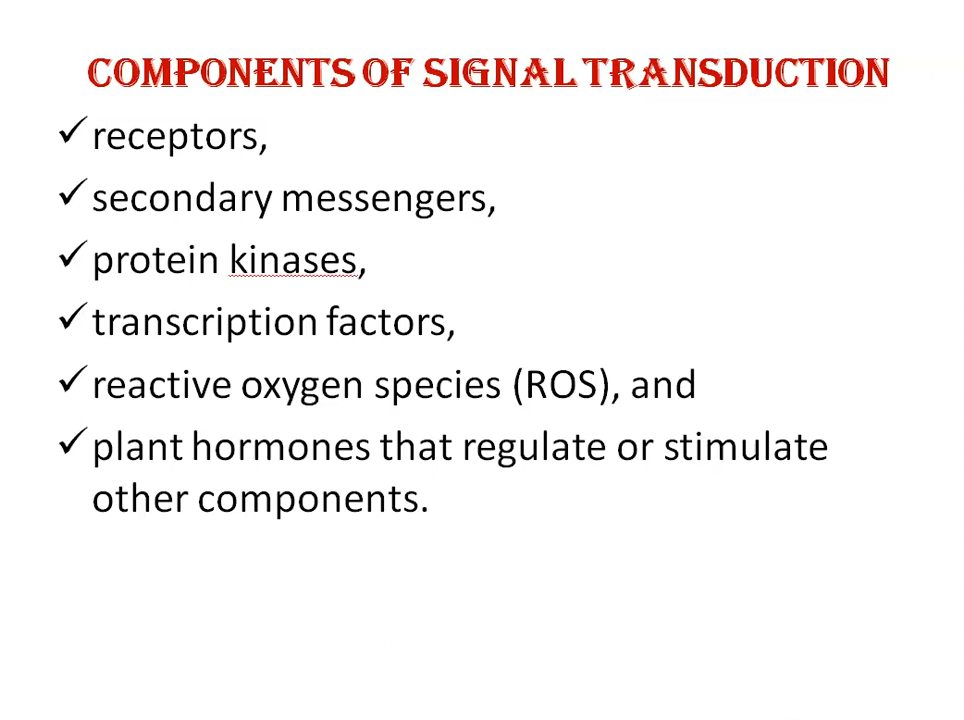 COMPONENTS OF SIGNAL TRANSDUCTION
✓ receptors,
✓ secondary messengers,
✓ protein kinases,
✓ transcription factors,
✓ reactive oxygen species (ROS), and
✓ plant hormones that regulate or stimulate
other components.